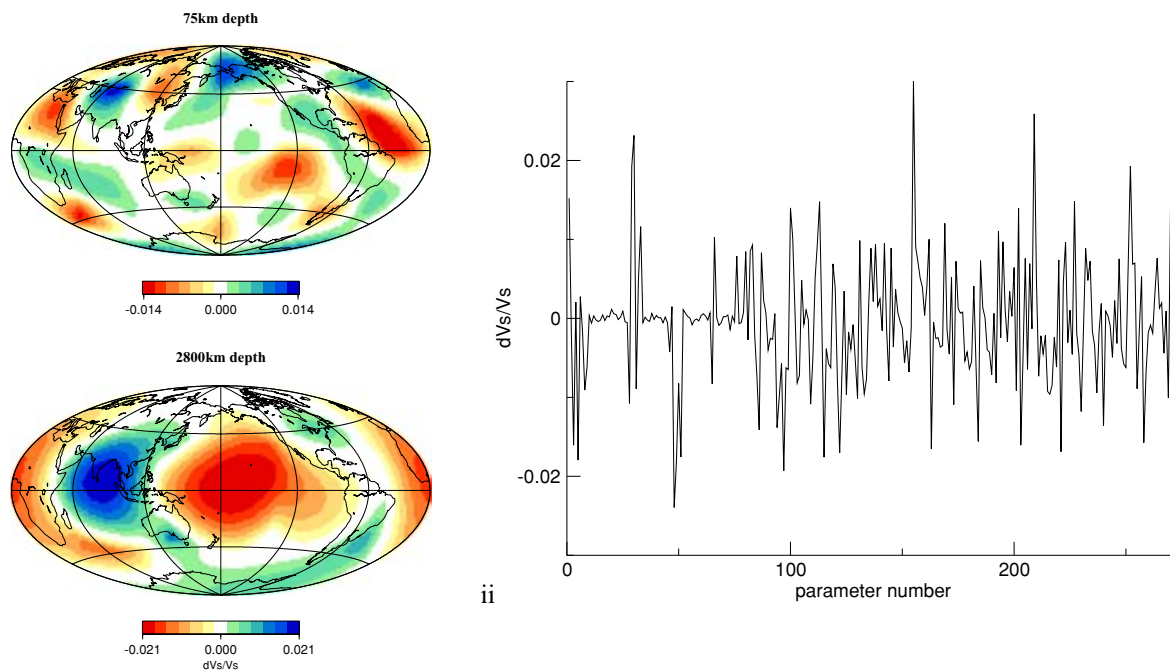 75km depth
-0.014 0.000 0.014
2800km depth
-0.021 0.000 0.021
dVs/Vs
ii
dVs/Vs
0.02
0
-0.02
0 100 200
parameter number